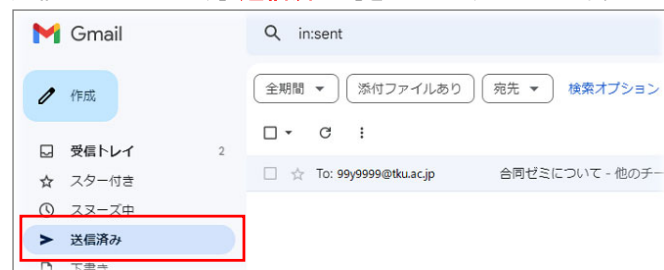 Gmail
in:sent
作成
全期間
添付ファイルあり
宛先
検索オプション
受信トレイ 2
スター付き
To: 99y9999@tku.ac.jp 合同ゼミについて - 他のチー
スヌーズ中
送信済み
下書き